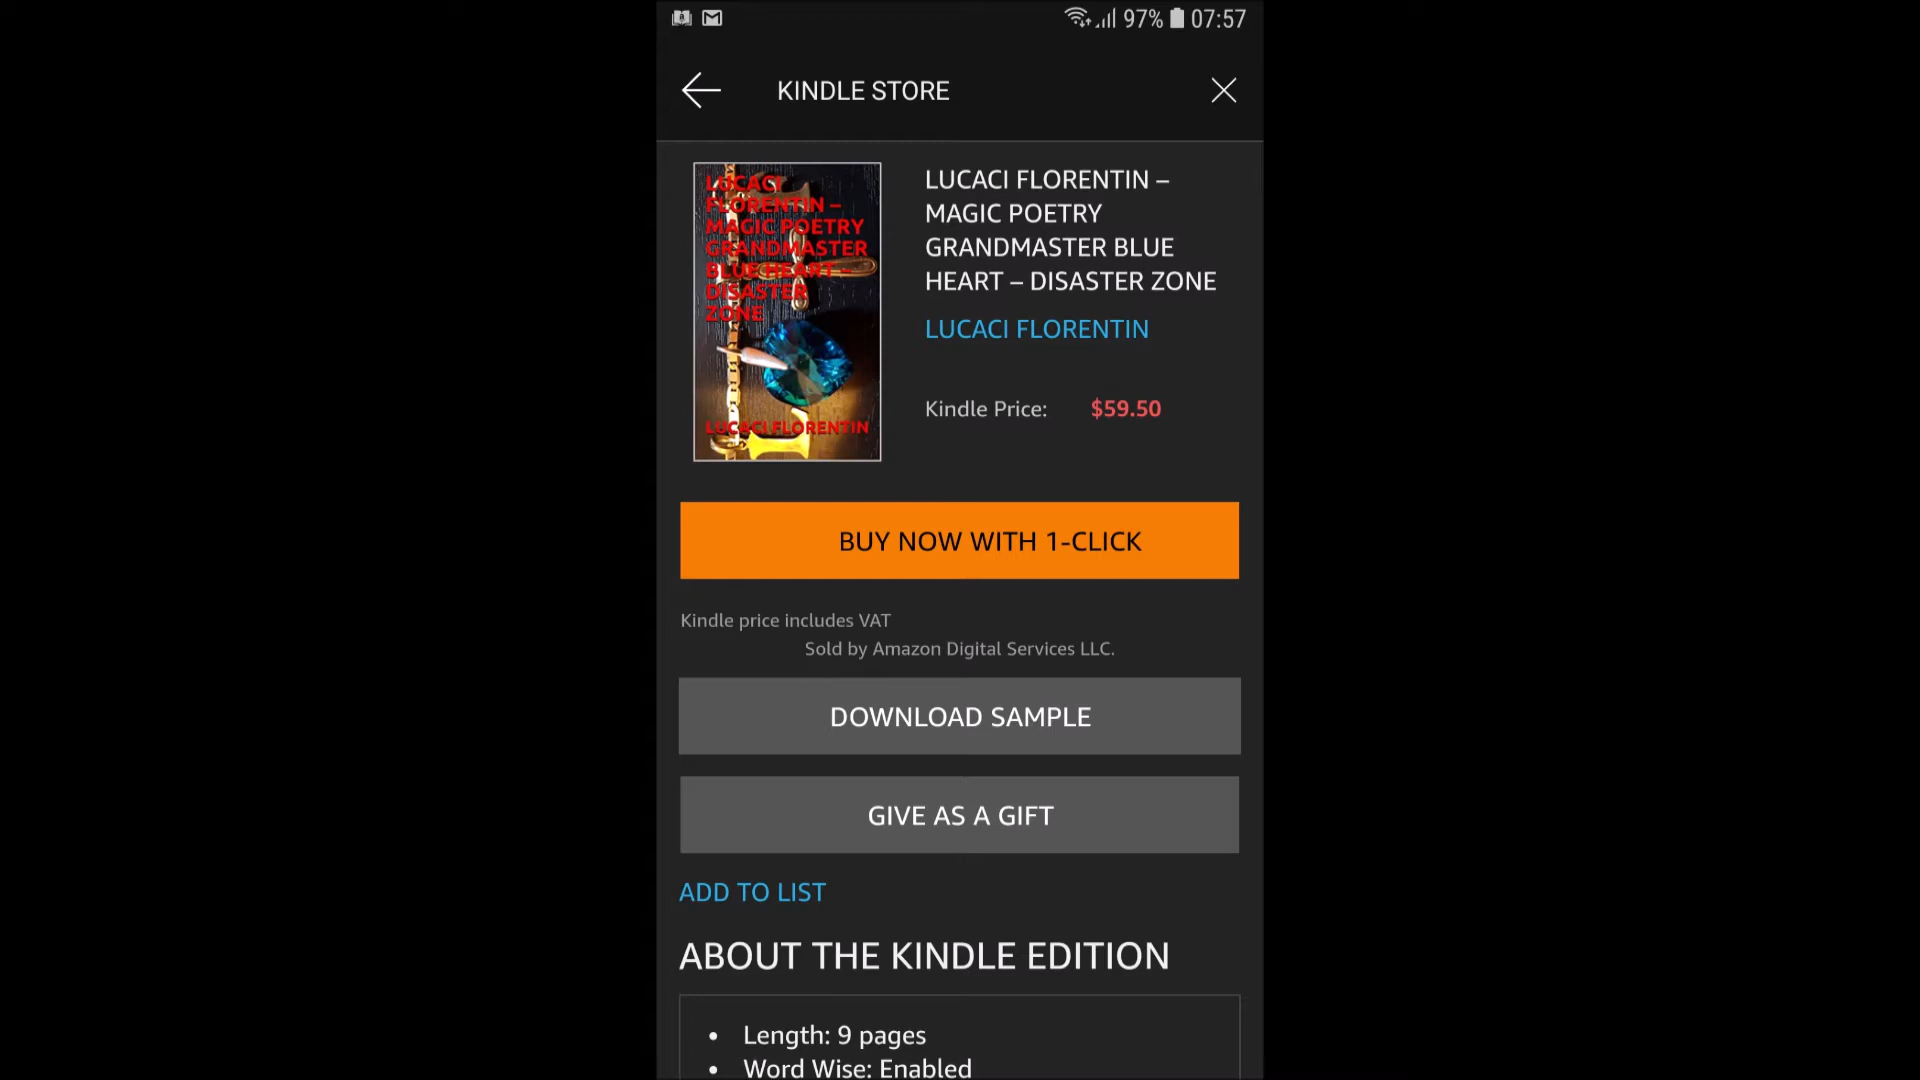 97% 07:57
KINDLE STORE
LUCACI
FLORENTIN –
MAGIC POETRY
GRANDMASTER
BLUE HEART –
DISASTER
ZONE
LUCACI FLORENTIN
LUCACI FLORENTIN –
MAGIC POETRY
GRANDMASTER BLUE
HEART – DISASTER ZONE
LUCACI FLORENTIN
Kindle Price: $59.50
BUY NOW WITH 1-CLICK
Kindle price includes VAT
Sold by Amazon Digital Services LLC.
DOWNLOAD SAMPLE
GIVE AS A GIFT
ADD TO LIST
ABOUT THE KINDLE EDITION
• Length: 9 pages
• Word Wise: Enabled